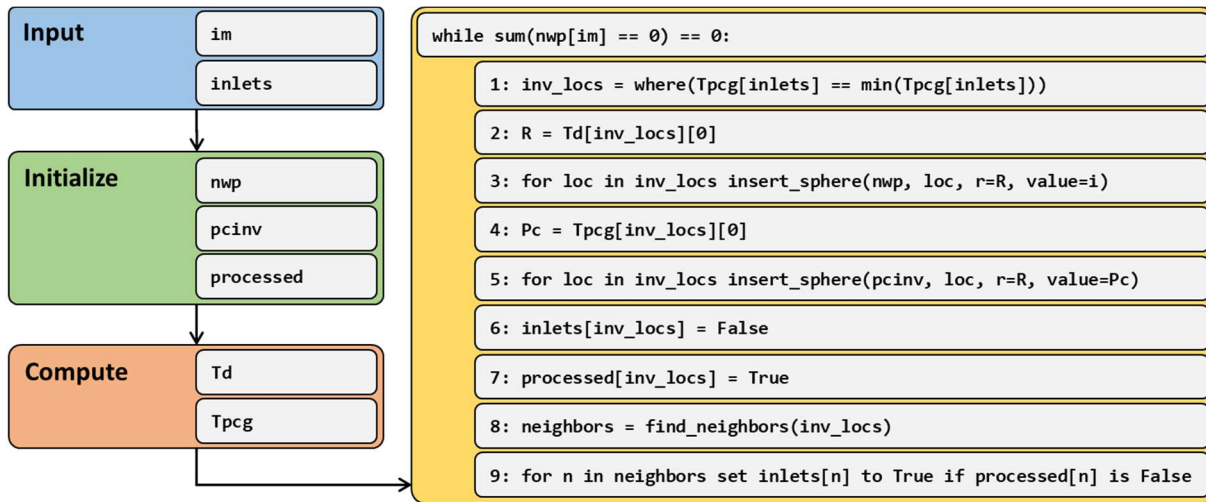 Input
im
inlets
Initialize
nwp
pcinv
processed
Compute
Td
Tpcg
while sum(nwp[im] == 0) == 0:
1: inv_locs = where(Tpcg[inlets] == min(Tpcg[inlets]))
2: R = Td[inv_locs][0]
3: for loc in inv_locs insert_sphere(nwp, loc, r=R, value=i)
4: Pc = Tpcg[inv_locs][0]
5: for loc in inv_locs insert_sphere(pcinv, loc, r=R, value=Pc)
6: inlets[inv_locs] = False
7: processed[inv_locs] = True
8: neighbors = find_neighbors(inv_locs)
9: for n in neighbors set inlets[n] to True if processed[n] is False